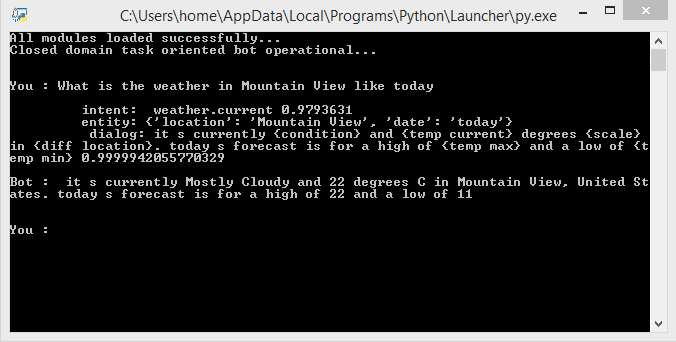 C:\Users\home\AppData\Local\Programs\Python\Launcher\py.exe
All modules loaded successfully...
Closed domain task oriented bot operational...
You : What is the weather in Mountain View like today
intent:  weather.current 0.9793631
entity: {'location': 'Mountain View', 'date': 'today'}
dialog: it s currently {condition} and {temp current} degrees {scale}
in {diff location}. today s forecast is for a high of {temp max} and a low of {t
emp min} 0.9999942055770329
Bot :  it s currently Mostly Cloudy and 22 degrees C in Mountain View, United St
ates. today s forecast is for a high of 22 and a low of 11
You :